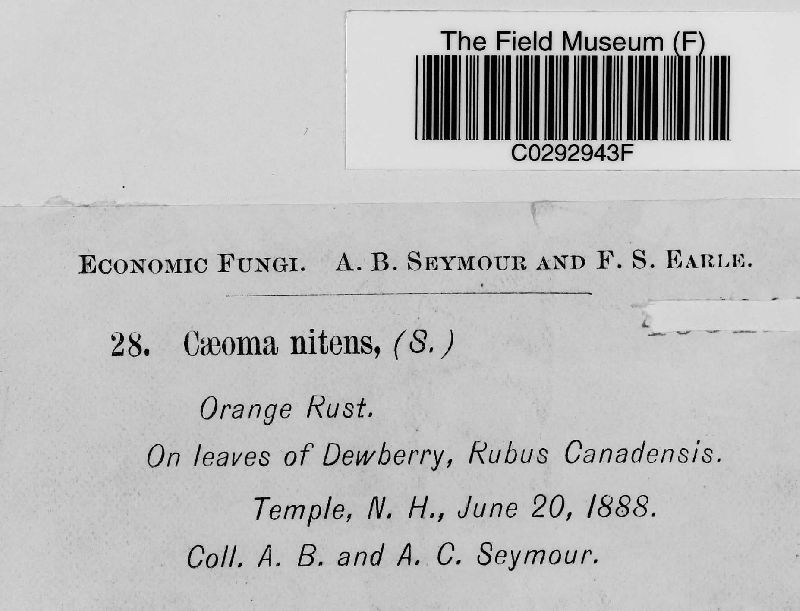 The Field Museum (F)
C0292943F
Economic Fungi. A. B. Seymour and F. S. Earle.
28. Cæoma nitens, (S.)
Orange Rust.
On leaves of Dewberry, Rubus Canadensis.
Temple, N. H., June 20, 1888.
Coll. A. B. and A. C. Seymour.